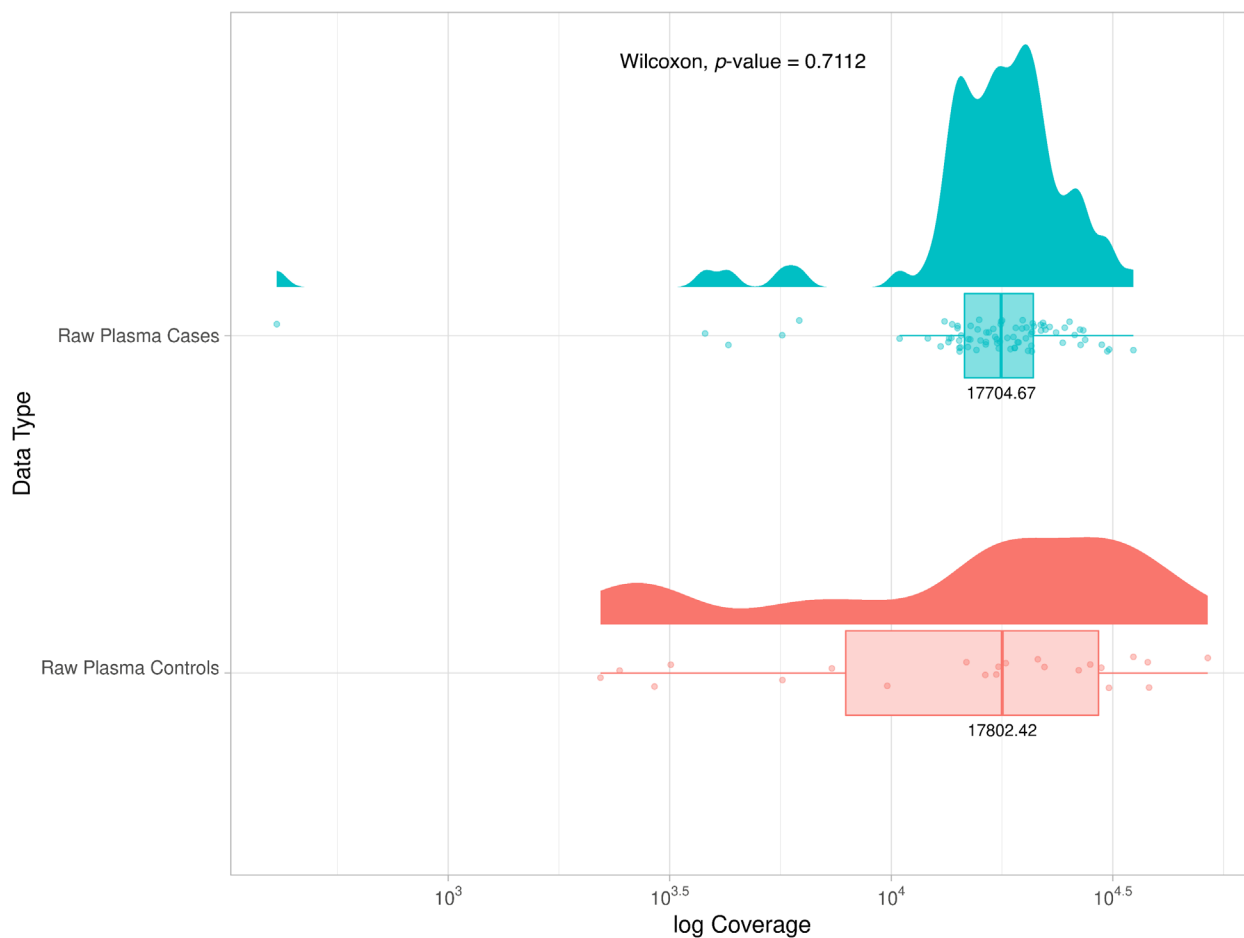 Wilcoxon, p-value = 0.7112
Raw Plasma Cases
17704.67
Data Type
Raw Plasma Controls
17802.42
10^3 10^3.5 10^4 10^4.5
log Coverage